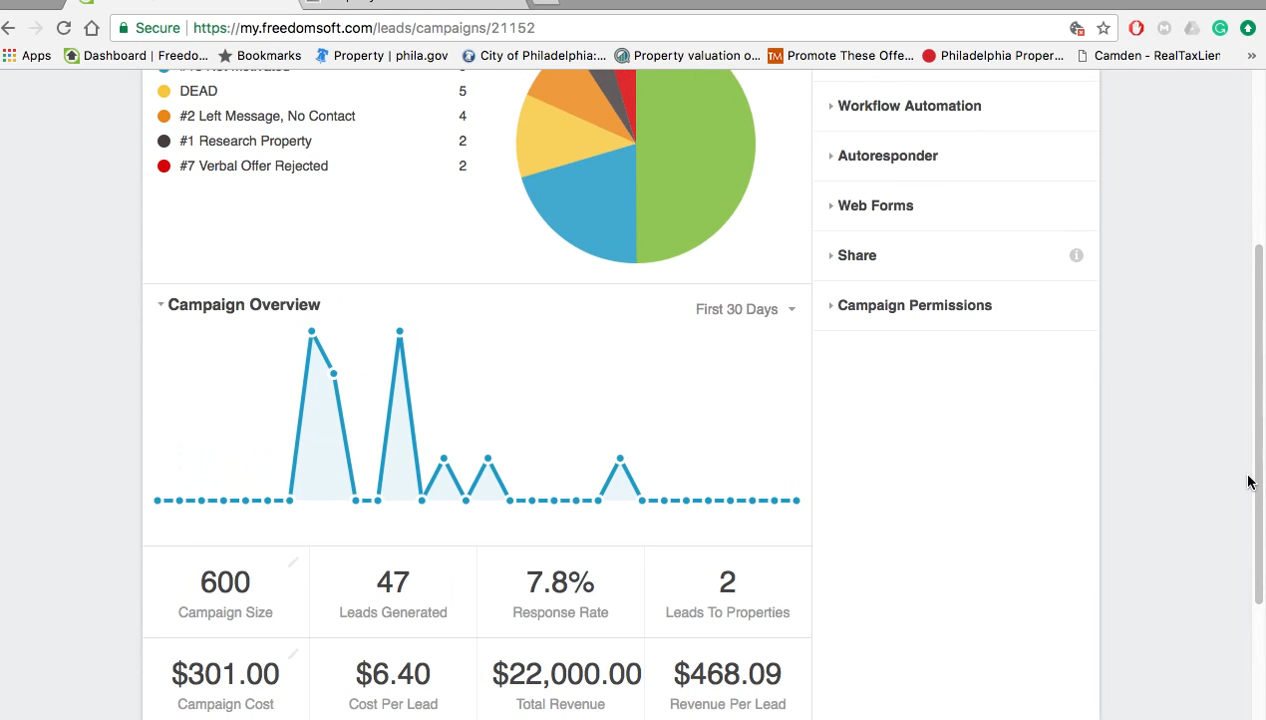 Secure https://my.freedomsoft.com/leads/campaigns/21152
Apps Dashboard | Freedo... Bookmarks Property | phila.gov City of Philadelphia:... Property valuation o... TM Promote These Offe... Philadelphia Proper... Camden - RealTaxLien »
DEAD 5
#2 Left Message, No Contact 4
#1 Research Property 2
#7 Verbal Offer Rejected 2
Workflow Automation
Autoresponder
Web Forms
Share
Campaign Permissions
Campaign Overview First 30 Days
600 47 7.8% 2
Campaign Size Leads Generated Response Rate Leads To Properties
$301.00 $6.40 $22,000.00 $468.09
Campaign Cost Cost Per Lead Total Revenue Revenue Per Lead